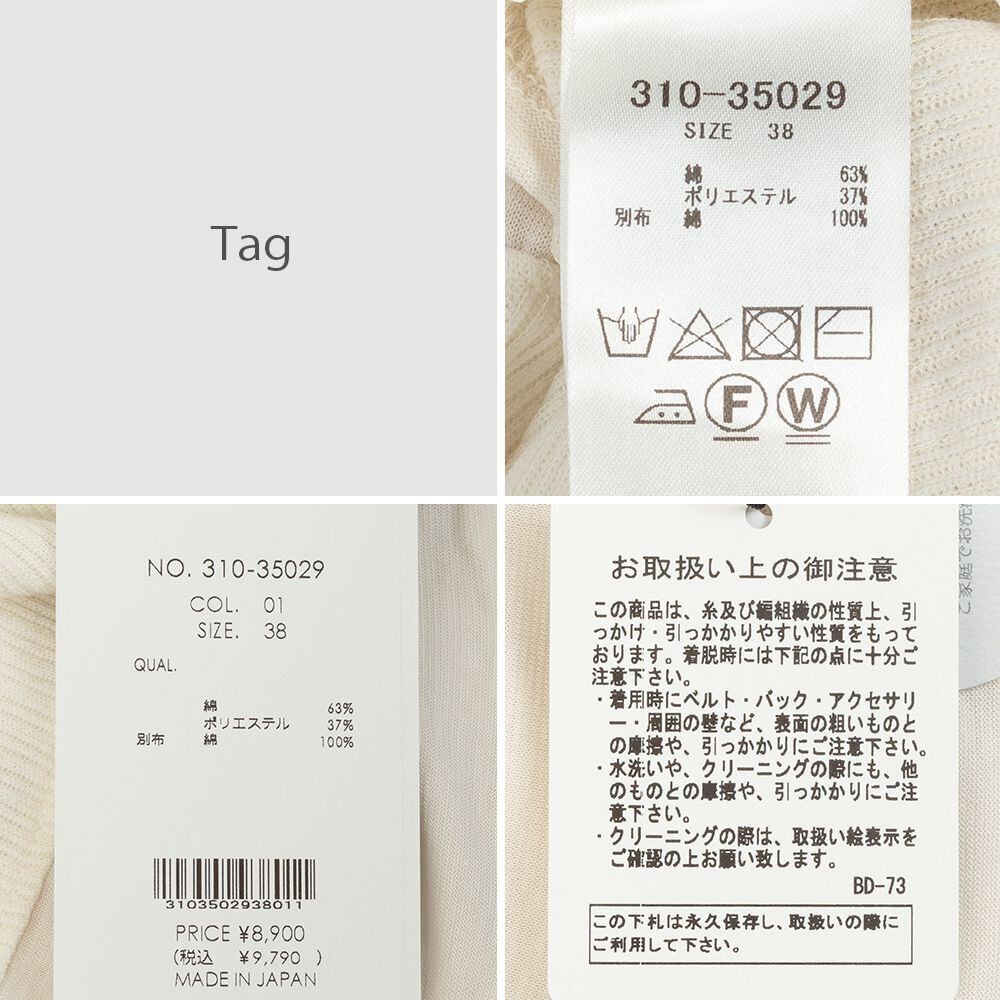 Tag
310-35029
SIZE 38
綿 63%
ポリエステル 37%
別布 綿 100%
F W
NO. 310-35029
COL. 01
SIZE. 38
QUAL.
綿 63%
ポリエステル 37%
別布 綿 100%
3103502938011
PRICE ¥8,900
(税込 ¥9,790 )
MADE IN JAPAN
お取扱い上の御注意
この商品は、糸及び編組織の性質上、引
っかけ・引っかかりやすい性質をもって
おります。着脱時には下記の点に十分ご
注意下さい。
・着用時にベルト・バック・アクセサリ
ー・周囲の壁など、表面の粗いものと
の摩擦や、引っかかりにご注意下さい。
・水洗いや、クリーニングの際にも、他
のものとの摩擦や、引っかかりにご注
意下さい。
・クリーニングの際は、取扱い絵表示を
ご確認の上お願い致します。
BD-73
この下札は永久保存し、取扱いの際に
ご利用して下さい。
ご家庭でお洗